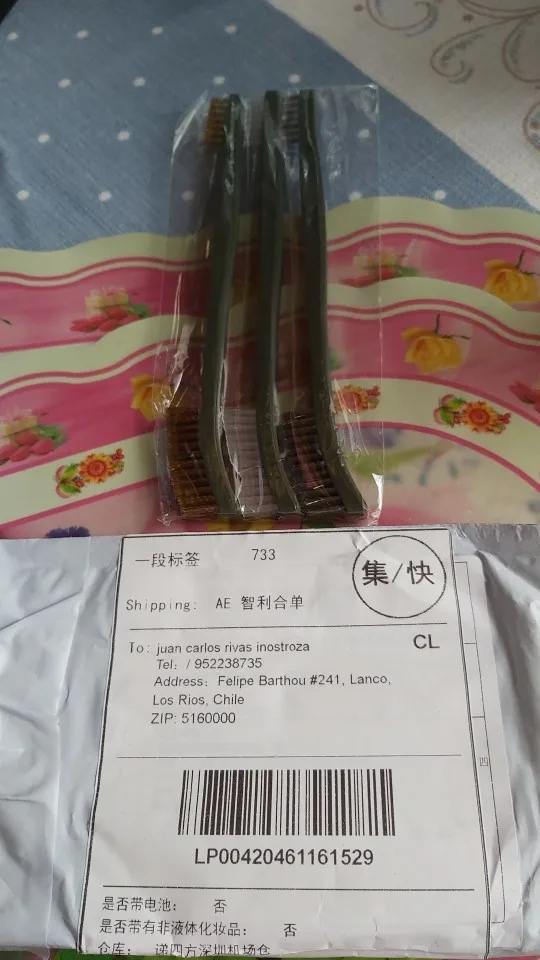 一段标签 733
集/快
Shipping: AE 智利合单
To: juan carlos rivas inostroza CL
Tel: / 952238735
Address: Felipe Barthou #241, Lanco,
Los Rios, Chile
ZIP: 5160000
四
LP00420461161529
是否带电池: 否
是否带有非液体化妆品: 否
仓库: 递四方深圳机场仓